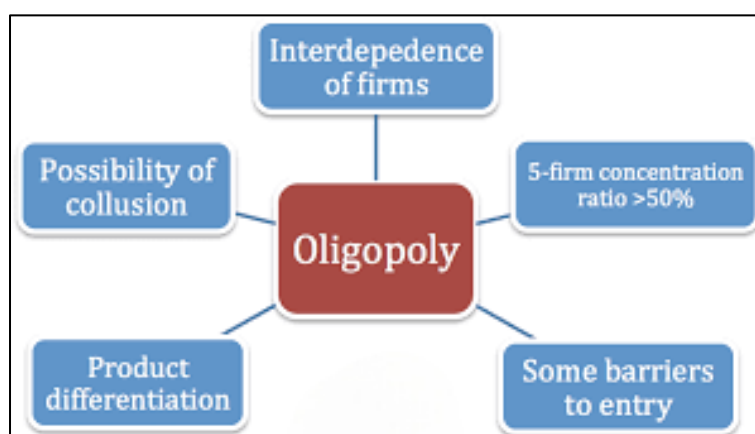 Interdepedence
of firms
Possibility of
collusion
5-firm concentration
ratio >50%
Oligopoly
Product
differentiation
Some barriers
to entry